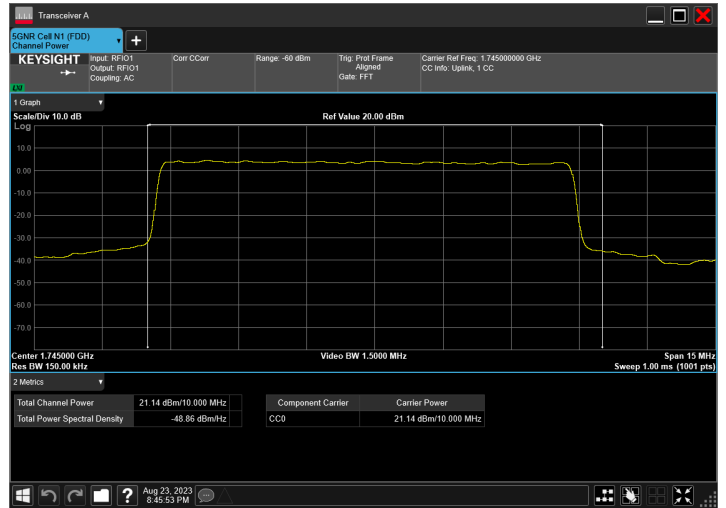 Transceiver A
5GNR Cell N1 (FDD)
Channel Power
+
KEYSIGHT
LXI
Input: RFIO1
Output: RFIO1
Coupling: AC
Corr CCorr
Range: -60 dBm
Trig: Prot Frame
Aligned
Gate: FFT
Carrier Ref Freq: 1.745000000 GHz
CC Info: Uplink, 1 CC
1 Graph
Scale/Div 10.0 dB
Ref Value 20.00 dBm
Log
10.0
0.00
-10.0
-20.0
-30.0
-40.0
-50.0
-60.0
-70.0
Center 1.745000 GHz
Video BW 1.5000 MHz
Span 15 MHz
Res BW 150.00 kHz
Sweep 1.00 ms (1001 pts)
2 Metrics
Total Channel Power 21.14 dBm/10.000 MHz
Total Power Spectral Density -48.86 dBm/Hz
Component Carrier Carrier Power
CC0 21.14 dBm/10.000 MHz
?
Aug 23, 2023
8:45:53 PM